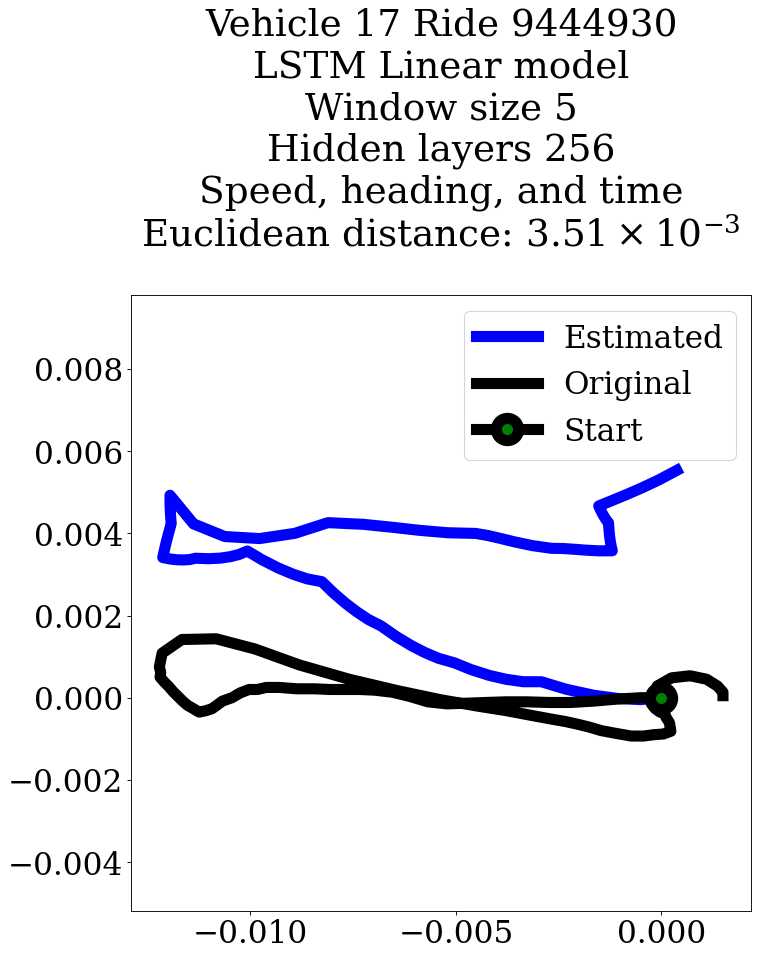 Vehicle 17 Ride 9444930
LSTM Linear model
Window size 5
Hidden layers 256
Speed, heading, and time
Euclidean distance: 3.51 × 10⁻³
Estimated
Original
Start
0.008
0.006
0.004
0.002
0.000
−0.002
−0.004
−0.010 −0.005 0.000